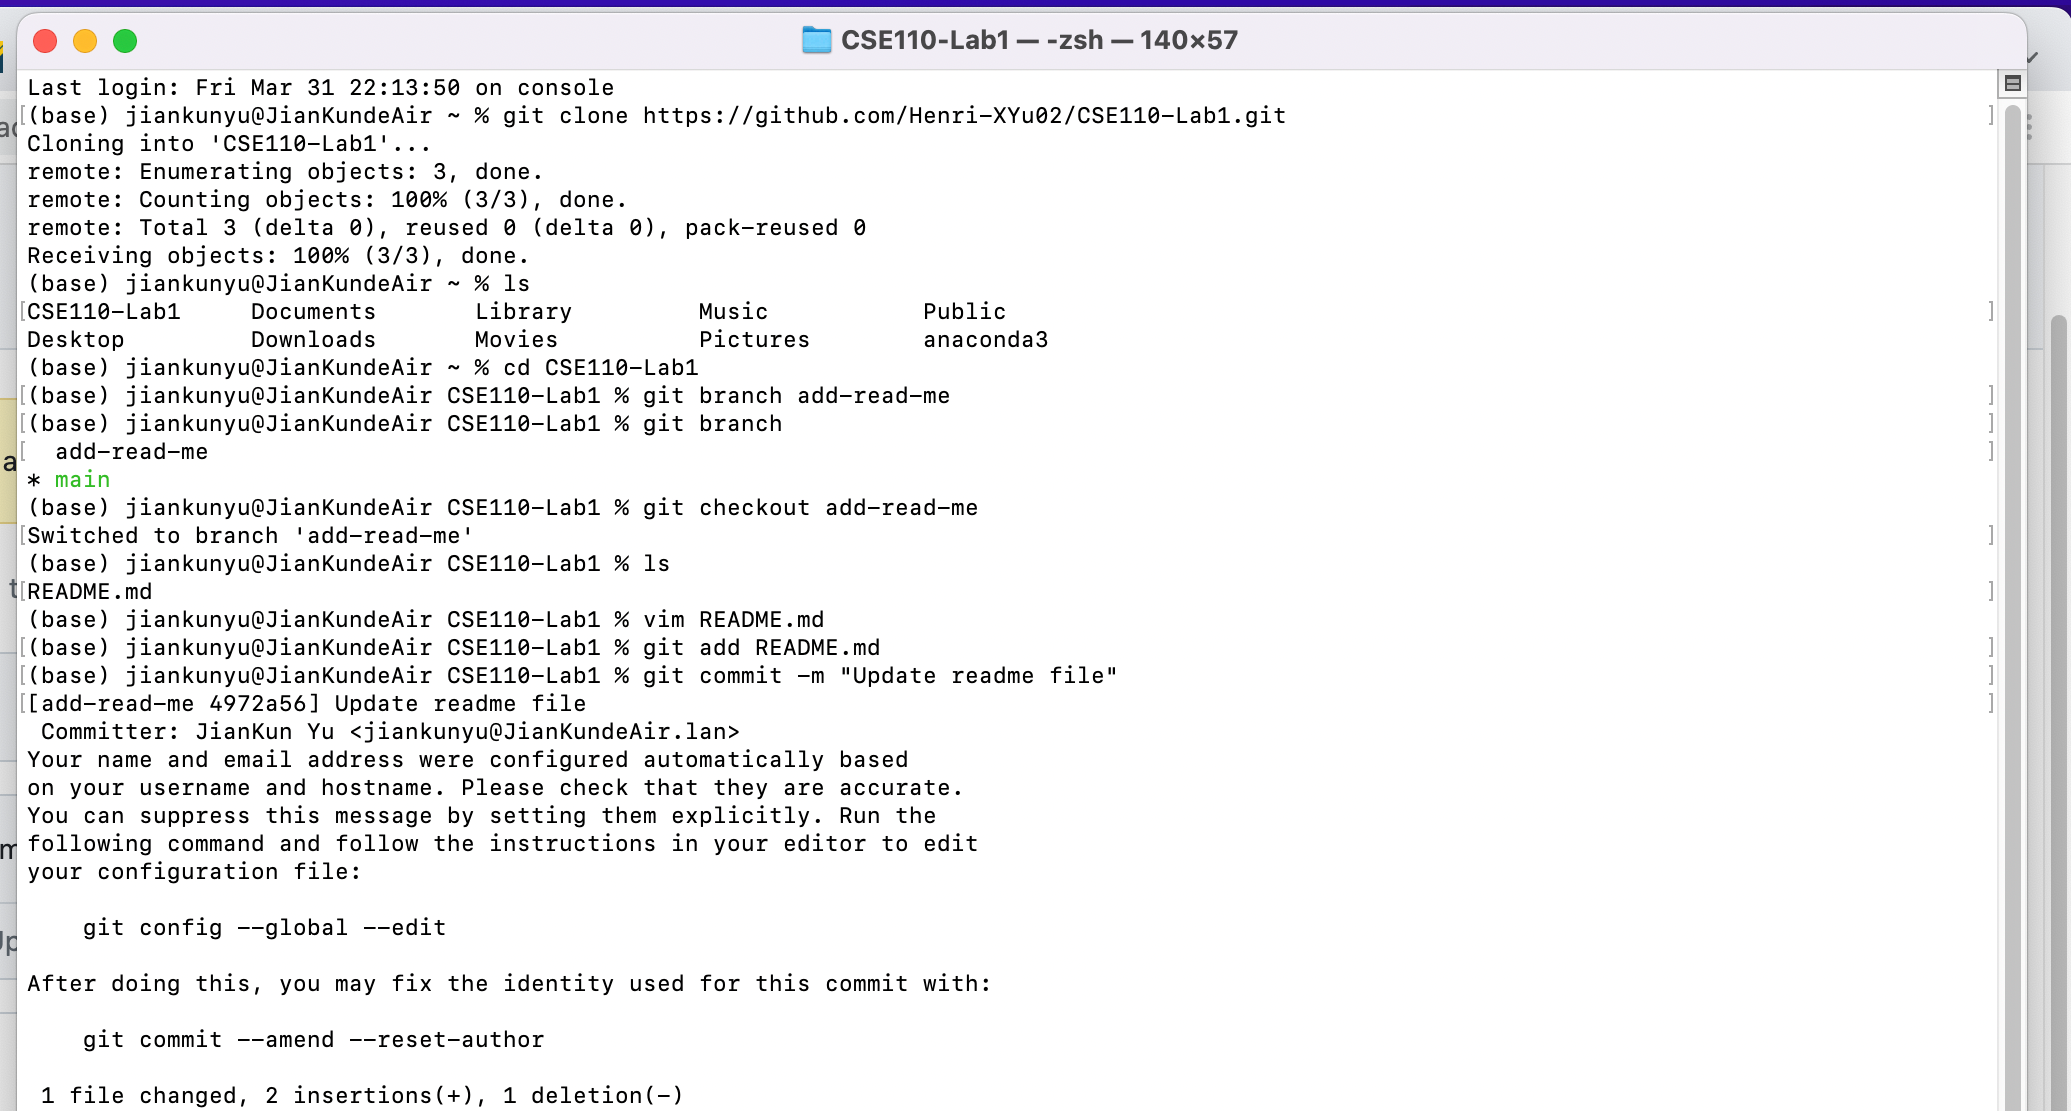 CSE110-Lab1 — -zsh — 140×57
Last login: Fri Mar 31 22:13:50 on console
(base) jiankunyu@JianKundeAir ~ % git clone https://github.com/Henri-XYu02/CSE110-Lab1.git
Cloning into 'CSE110-Lab1'...
remote: Enumerating objects: 3, done.
remote: Counting objects: 100% (3/3), done.
remote: Total 3 (delta 0), reused 0 (delta 0), pack-reused 0
Receiving objects: 100% (3/3), done.
(base) jiankunyu@JianKundeAir ~ % ls
CSE110-Lab1     Documents       Library         Music           Public
Desktop         Downloads       Movies          Pictures        anaconda3
(base) jiankunyu@JianKundeAir ~ % cd CSE110-Lab1
(base) jiankunyu@JianKundeAir CSE110-Lab1 % git branch add-read-me
(base) jiankunyu@JianKundeAir CSE110-Lab1 % git branch
  add-read-me
* main
(base) jiankunyu@JianKundeAir CSE110-Lab1 % git checkout add-read-me
Switched to branch 'add-read-me'
(base) jiankunyu@JianKundeAir CSE110-Lab1 % ls
README.md
(base) jiankunyu@JianKundeAir CSE110-Lab1 % vim README.md
(base) jiankunyu@JianKundeAir CSE110-Lab1 % git add README.md
(base) jiankunyu@JianKundeAir CSE110-Lab1 % git commit -m "Update readme file"
[add-read-me 4972a56] Update readme file
 Committer: JianKun Yu <jiankunyu@JianKundeAir.lan>
Your name and email address were configured automatically based
on your username and hostname. Please check that they are accurate.
You can suppress this message by setting them explicitly. Run the
following command and follow the instructions in your editor to edit
your configuration file:
    git config --global --edit
After doing this, you may fix the identity used for this commit with:
    git commit --amend --reset-author
 1 file changed, 2 insertions(+), 1 deletion(-)